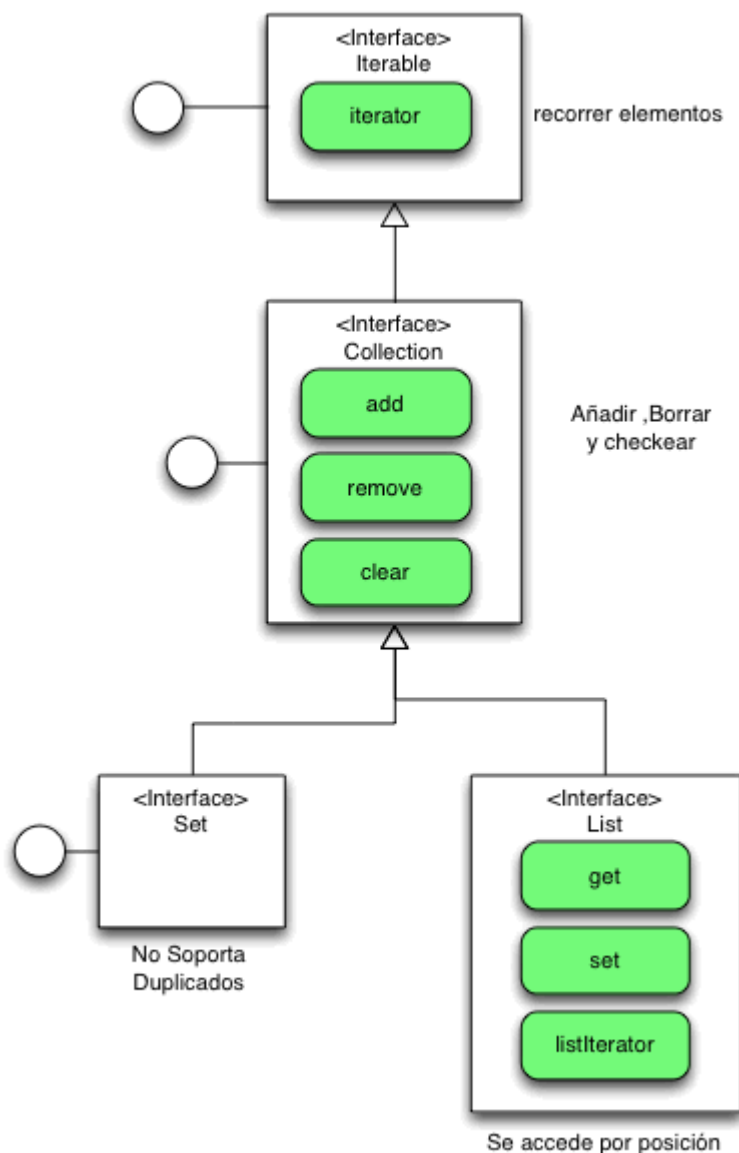 <Interface>
Iterable
iterator
recorrer elementos
<Interface>
Collection
add
remove
clear
Añadir ,Borrar
y checkear
<Interface>
Set
No Soporta
Duplicados
<Interface>
List
get
set
listIterator
Se accede por posición